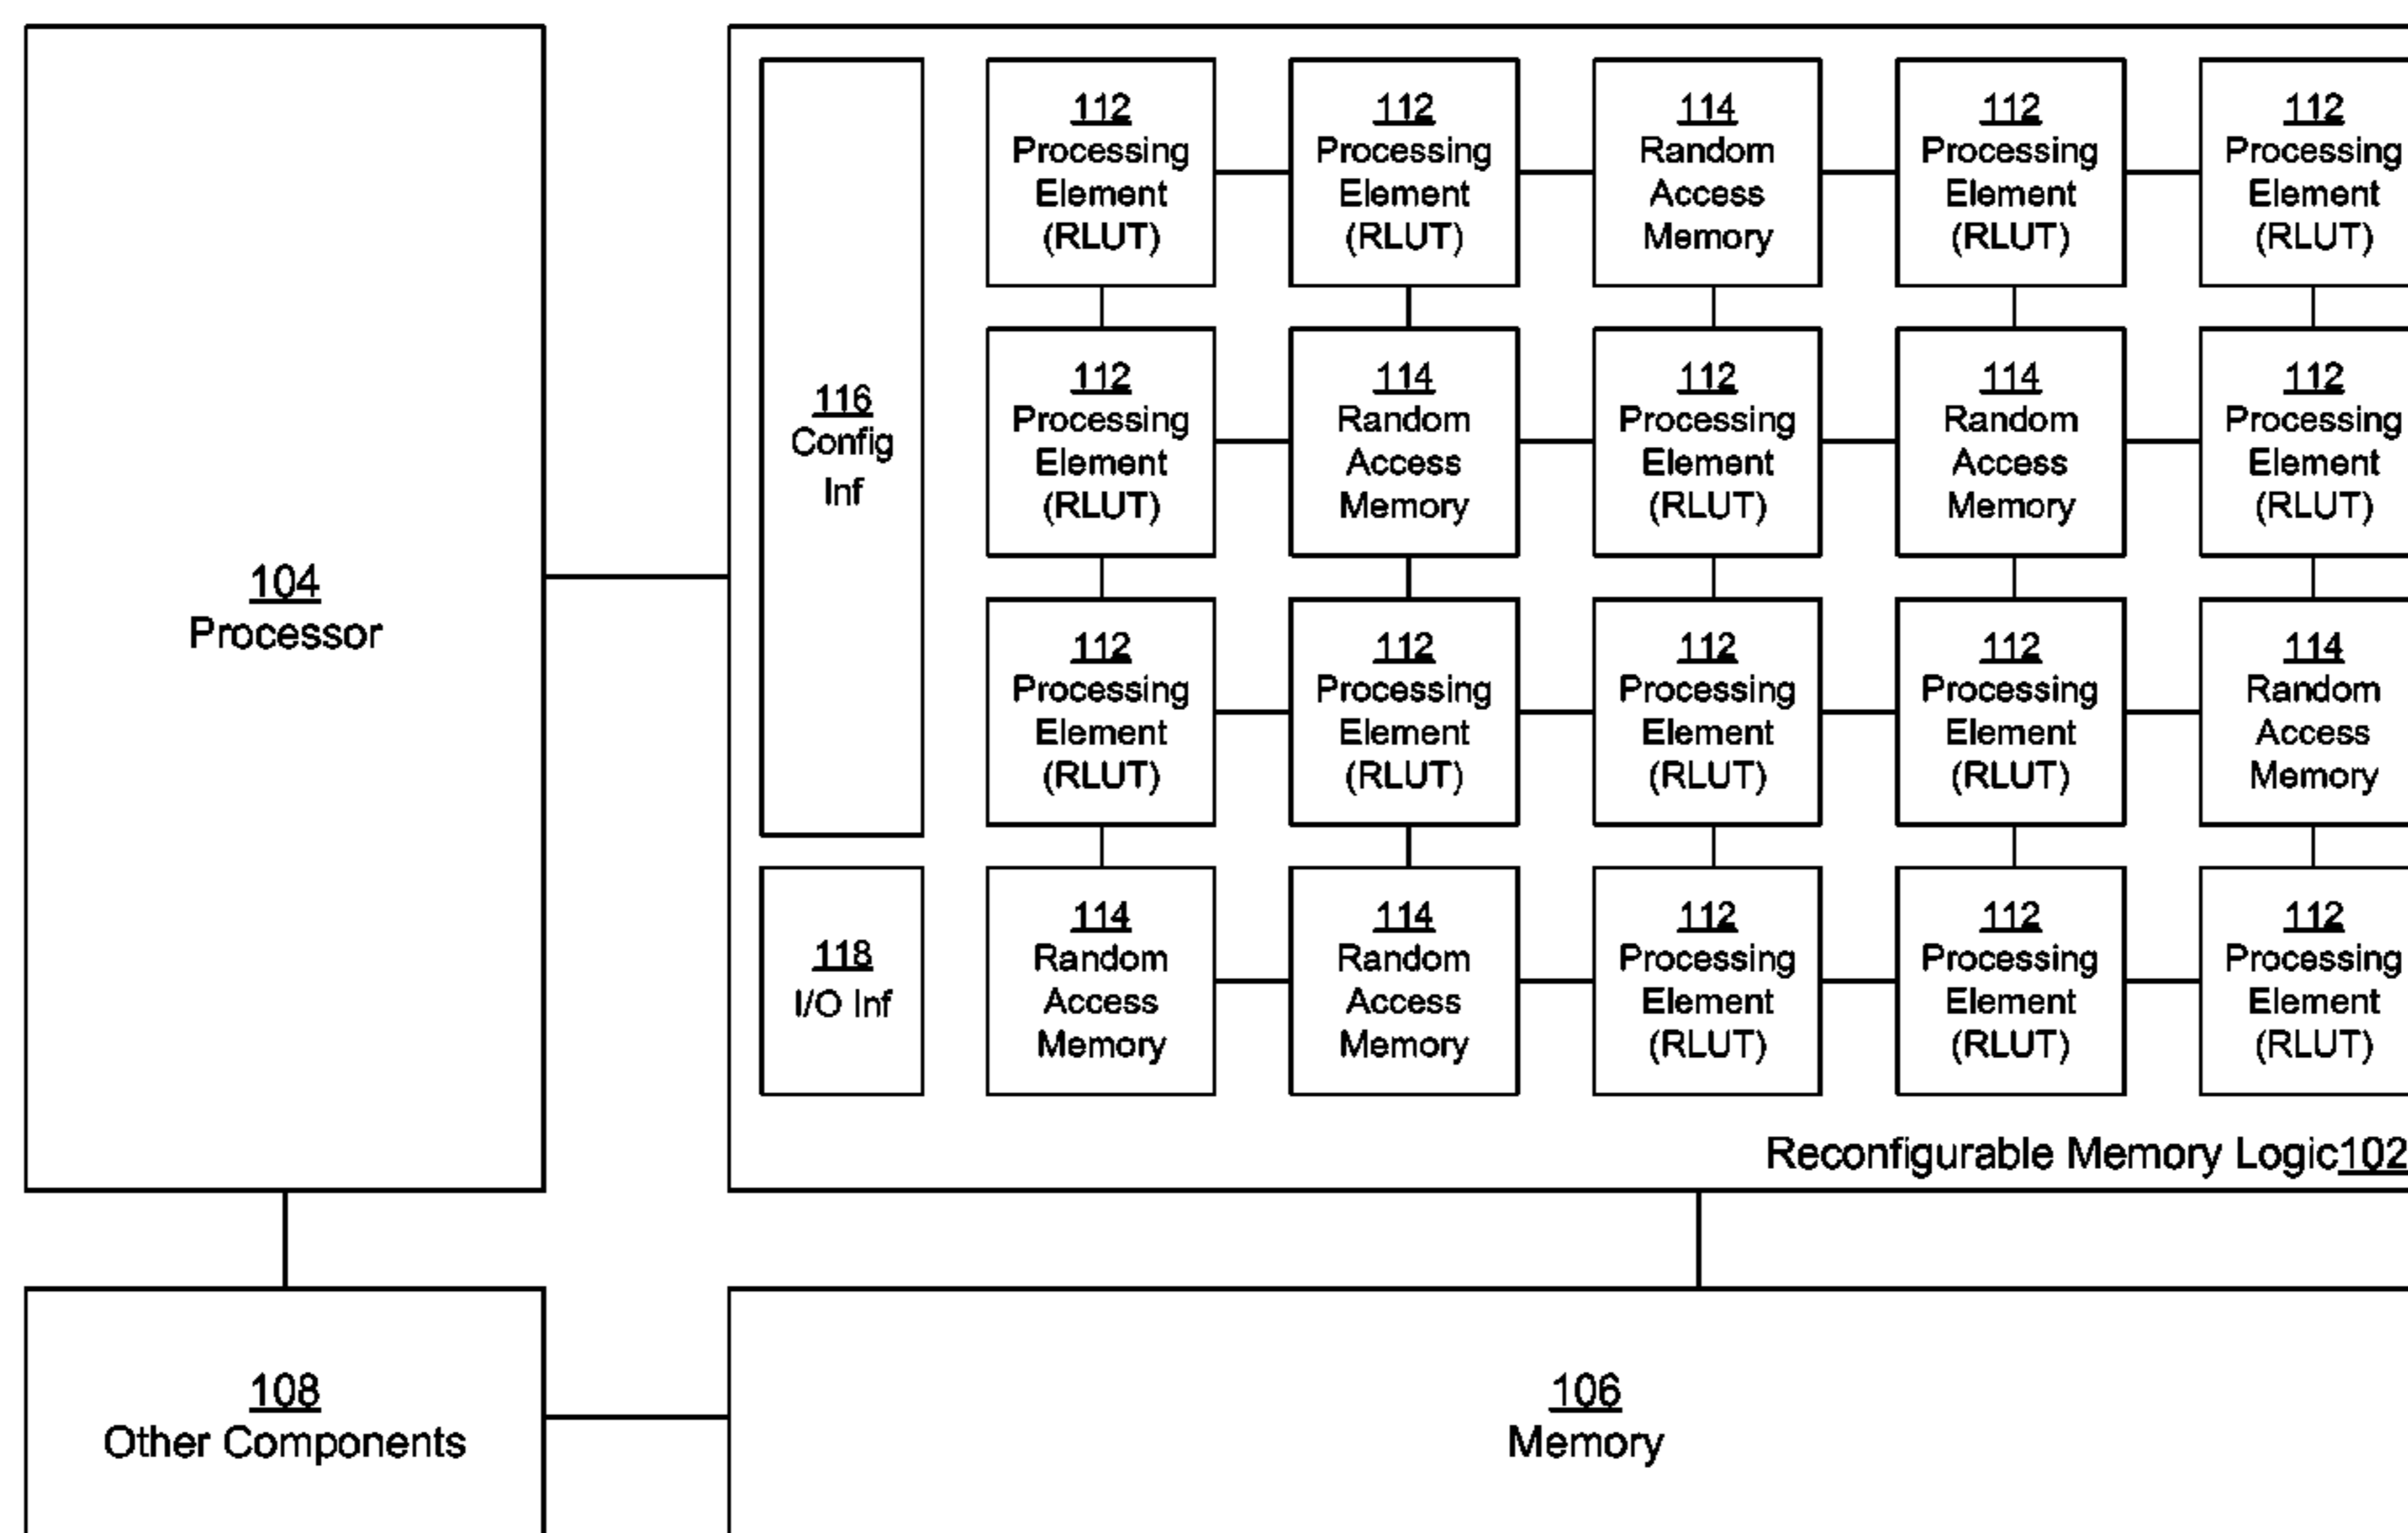 104
Processor
116
Config
Inf
118
I/O Inf
112
Processing
Element
(RLUT)
112
Processing
Element
(RLUT)
114
Random
Access
Memory
112
Processing
Element
(RLUT)
112
Processing
Element
(RLUT)
112
Processing
Element
(RLUT)
114
Random
Access
Memory
112
Processing
Element
(RLUT)
114
Random
Access
Memory
112
Processing
Element
(RLUT)
112
Processing
Element
(RLUT)
112
Processing
Element
(RLUT)
112
Processing
Element
(RLUT)
112
Processing
Element
(RLUT)
114
Random
Access
Memory
114
Random
Access
Memory
114
Random
Access
Memory
112
Processing
Element
(RLUT)
112
Processing
Element
(RLUT)
112
Processing
Element
(RLUT)
Reconfigurable Memory Logic102
108
Other Components
106
Memory